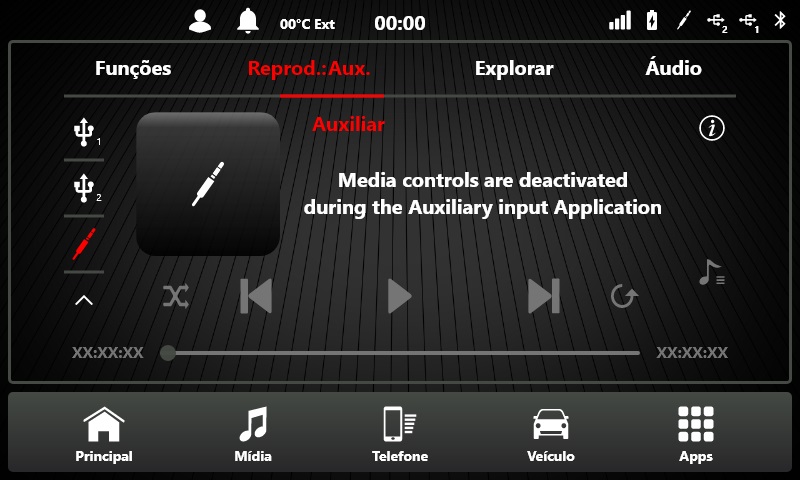 00°C Ext
00:00
2
1
Funções
Reprod.:Aux.
Explorar
Áudio
1
Auxiliar
i
Media controls are deactivated
during the Auxiliary input Application
2
XX:XX:XX
XX:XX:XX
Principal
Mídia
Telefone
Veículo
Apps